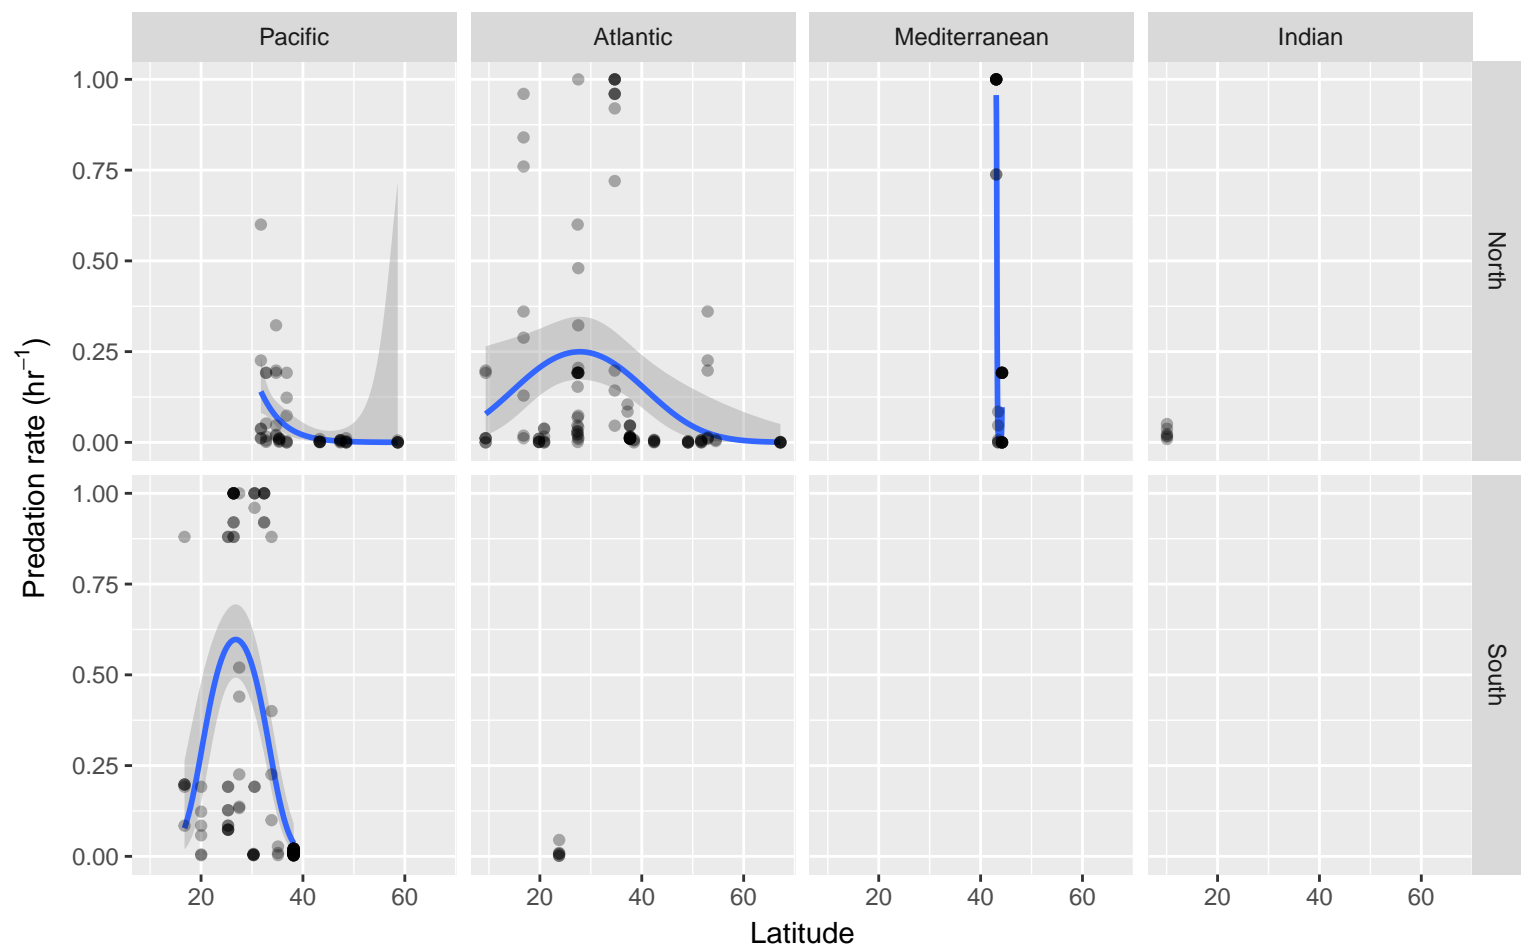 Pacific Atlantic Mediterranean Indian
1.00
0.75
0.50
0.25
0.00
North
1.00
0.75
0.50
0.25
0.00
South
Predation rate (hr⁻¹)
20 40 60 20 40 60 20 40 60 20 40 60
Latitude